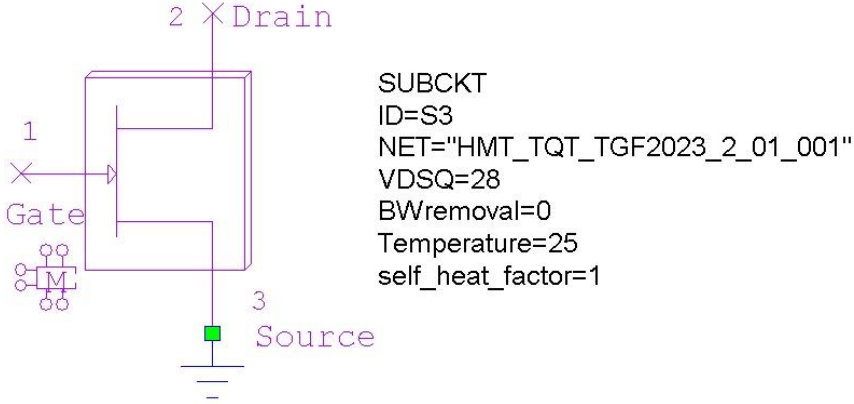 2 Drain
SUBCKT
ID=S3
NET="HMT_TQT_TGF2023_2_01_001"
VDSQ=28
BWremoval=0
Temperature=25
self_heat_factor=1
1
Gate
M
3
Source